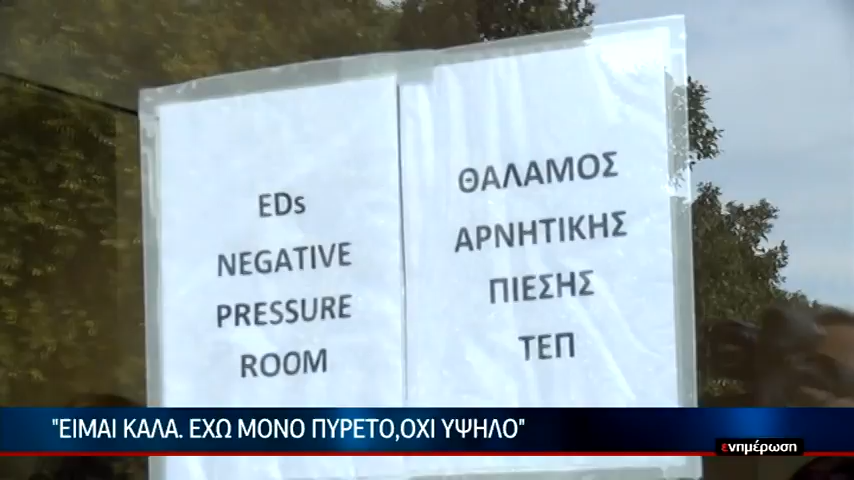 EDs
NEGATIVE
PRESSURE
ROOM
ΘΑΛΑΜΟΣ
ΑΡΝΗΤΙΚΗΣ
ΠΙΕΣΗΣ
ΤΕΠ
"ΕΙΜΑΙ ΚΑΛΑ. ΕΧΩ ΜΟΝΟ ΠΥΡΕΤΟ,ΟΧΙ ΥΨΗΛΟ"
ενημέρωση